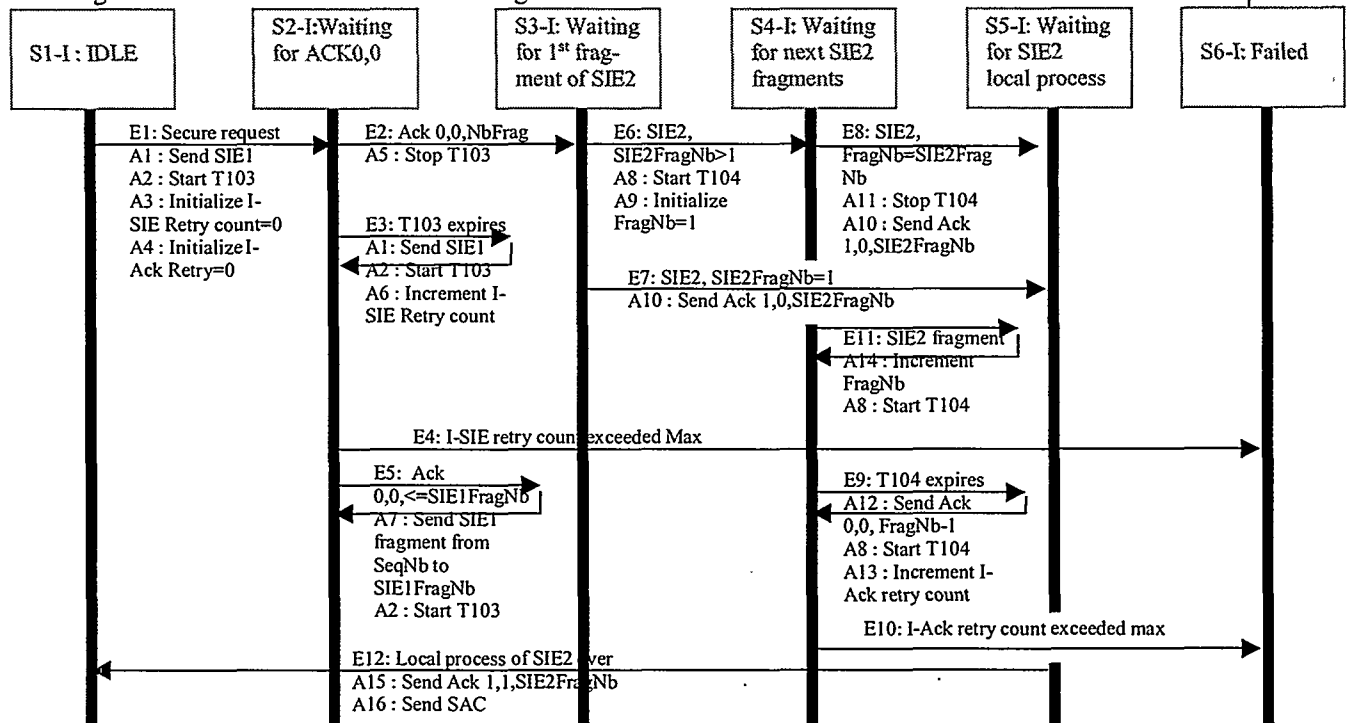 S1-I : IDLE
S2-I:Waiting
for ACK0,0
S3-I: Waiting
for 1st frag-
ment of SIE2
S4-I: Waiting
for next SIE2
fragments
S5-I: Waiting
for SIE2
local process
S6-I: Failed
E1: Secure request
A1 : Send SIE1
A2 : Start T103
A3 : Initialize I-
SIE Retry count=0
A4 : Initialize I-
Ack Retry=0
E2: Ack 0,0,NbFrag
A5 : Stop T103
E3: T103 expires
A1: Send SIE1
A2 : Start T103
A6 : Increment I-
SIE Retry count
E6: SIE2,
SIE2FragNb>1
A8 : Start T104
A9 : Initialize
FragNb=1
E8: SIE2,
FragNb=SIE2Frag
Nb
A11 : Stop T104
A10 : Send Ack
1,0,SIE2FragNb
E7: SIE2, SIE2FragNb=1
A10 : Send Ack 1,0,SIE2FragNb
E11: SIE2 fragment
A14 : Increment
FragNb
A8 : Start T104
E4: I-SIE retry count exceeded Max
E5: Ack
0,0,<=SIE1FragNb
A7 : Send SIE1
fragment from
SeqNb to
SIE1FragNb
A2 : Start T103
E9: T104 expires
A12 : Send Ack
0,0, FragNb-1
A8 : Start T104
A13 : Increment I-
Ack retry count
E10: I-Ack retry count exceeded max
E12: Local process of SIE2 over
A15 : Send Ack 1,1,SIE2FragNb
A16 : Send SAC